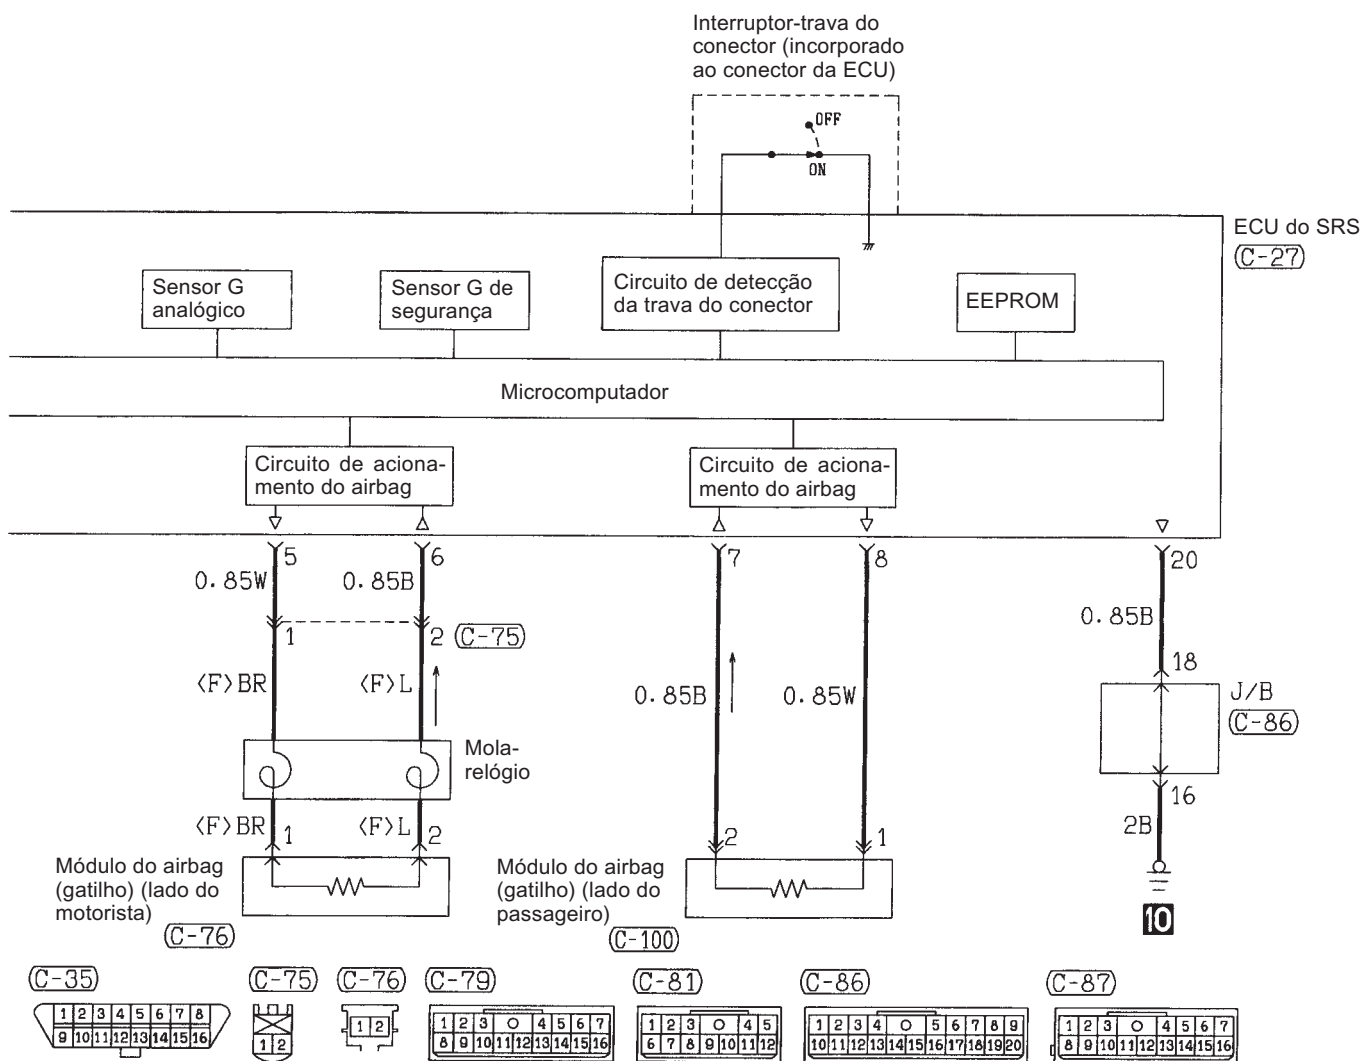 Interruptor-trava do
conector (incorporado
ao conector da ECU)
OFF
ON
ECU do SRS
C-27
Sensor G
analógico
Sensor G de
segurança
Circuito de detecção
da trava do conector
EEPROM
Microcomputador
Circuito de aciona-
mento do airbag
Circuito de aciona-
mento do airbag
5 6 7 8 20
0.85W 0.85B
0.85B
1 2 C-75
18
<F>BR <F>L
0.85B 0.85W
J/B
C-86
Mola-
relógio
16
<F>BR 1 <F>L 2
2 1
2B
Módulo do airbag
(gatilho) (lado do
motorista)
C-76
Módulo do airbag
(gatilho) (lado do
passageiro)
C-100
10
C-35 C-75 C-76 C-79 C-81 C-86 C-87
1 2 3 4 5 6 7 8
9 10 11 12 13 14 15 16
1 2
1 2
1 2 3 4 5 6 7
8 9 10 11 12 13 14 15 16
1 2 3 4 5
6 7 8 9 10 11 12
1 2 3 4 5 6 7 8 9
10 11 12 13 14 15 16 17 18 19 20
1 2 3 4 5 6 7
8 9 10 11 12 13 14 15 16